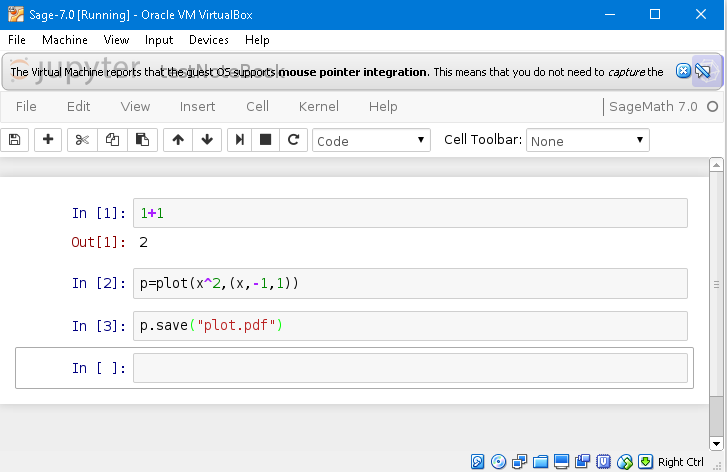 Sage-7.0 [Running] - Oracle VM VirtualBox
File Machine View Input Devices Help
jupyter testNoteBook
The Virtual Machine reports that the guest OS supports mouse pointer integration. This means that you do not need to capture the
File Edit View Insert Cell Kernel Help SageMath 7.0
Code Cell Toolbar: None
In [1]: 1+1
Out[1]: 2
In [2]: p=plot(x^2,(x,-1,1))
In [3]: p.save("plot.pdf")
In [ ]:
Right Ctrl